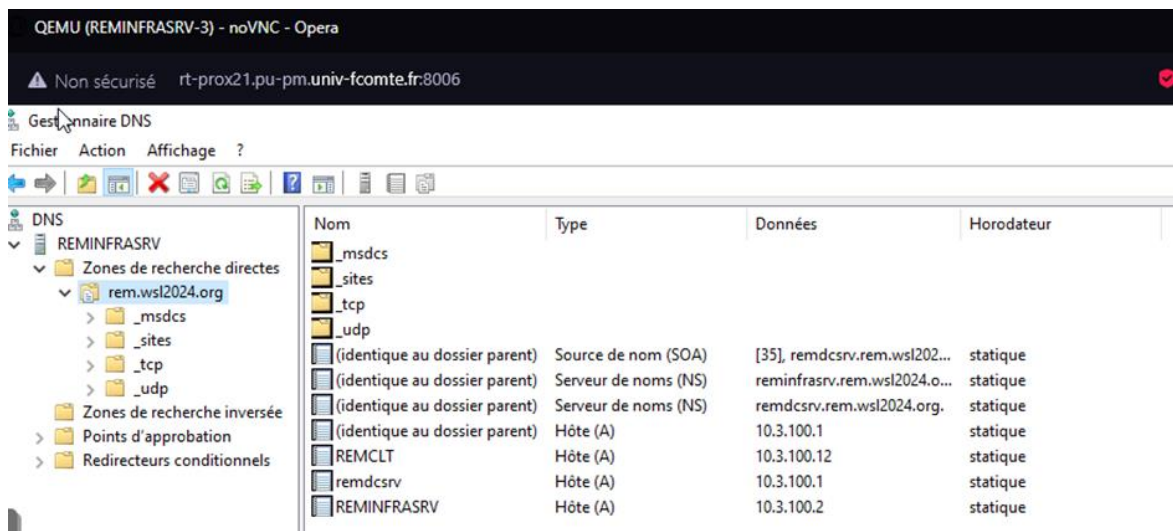 QEMU (REMINFRASRV-3) - noVNC - Opera
Non sécurisé rt-prox21.pu-pm.univ-fcomte.fr:8006
Gestionnaire DNS
Fichier Action Affichage ?
DNS
REMINFRASRV
Zones de recherche directes
rem.wsl2024.org
_msdcs
_sites
_tcp
_udp
Zones de recherche inversée
Points d'approbation
Redirecteurs conditionnels
Nom Type Données Horodateur
_msdcs
_sites
_tcp
_udp
(identique au dossier parent) Source de nom (SOA) [35], remdcsrv.rem.wsl202... statique
(identique au dossier parent) Serveur de noms (NS) reminfrasrv.rem.wsl2024.o... statique
(identique au dossier parent) Serveur de noms (NS) remdcsrv.rem.wsl2024.org. statique
(identique au dossier parent) Hôte (A) 10.3.100.1 statique
REMCLT Hôte (A) 10.3.100.12 statique
remdcsrv Hôte (A) 10.3.100.1 statique
REMINFRASRV Hôte (A) 10.3.100.2 statique